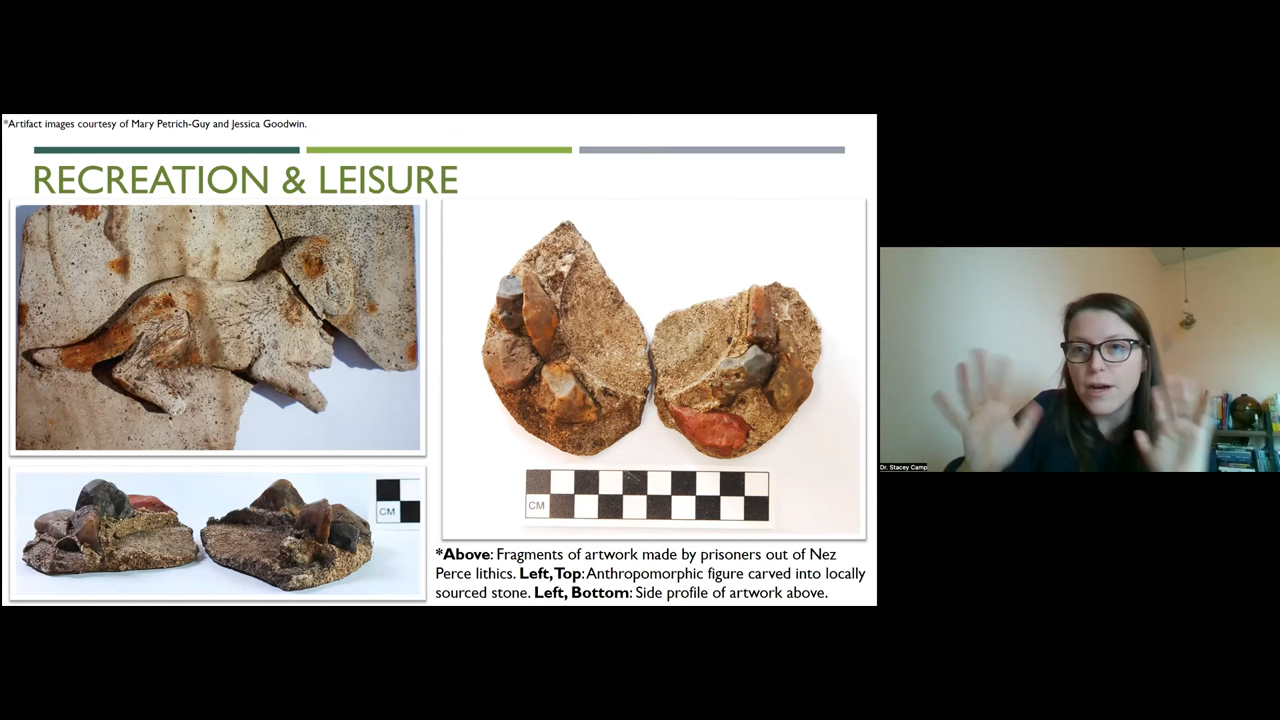 *Artifact images courtesy of Mary Petrich-Guy and Jessica Goodwin.
RECREATION & LEISURE
CM
CM
*Above: Fragments of artwork made by prisoners out of Nez
Perce lithics. Left, Top: Anthropomorphic figure carved into locally
sourced stone. Left, Bottom: Side profile of artwork above.
Dr. Stacey Camp